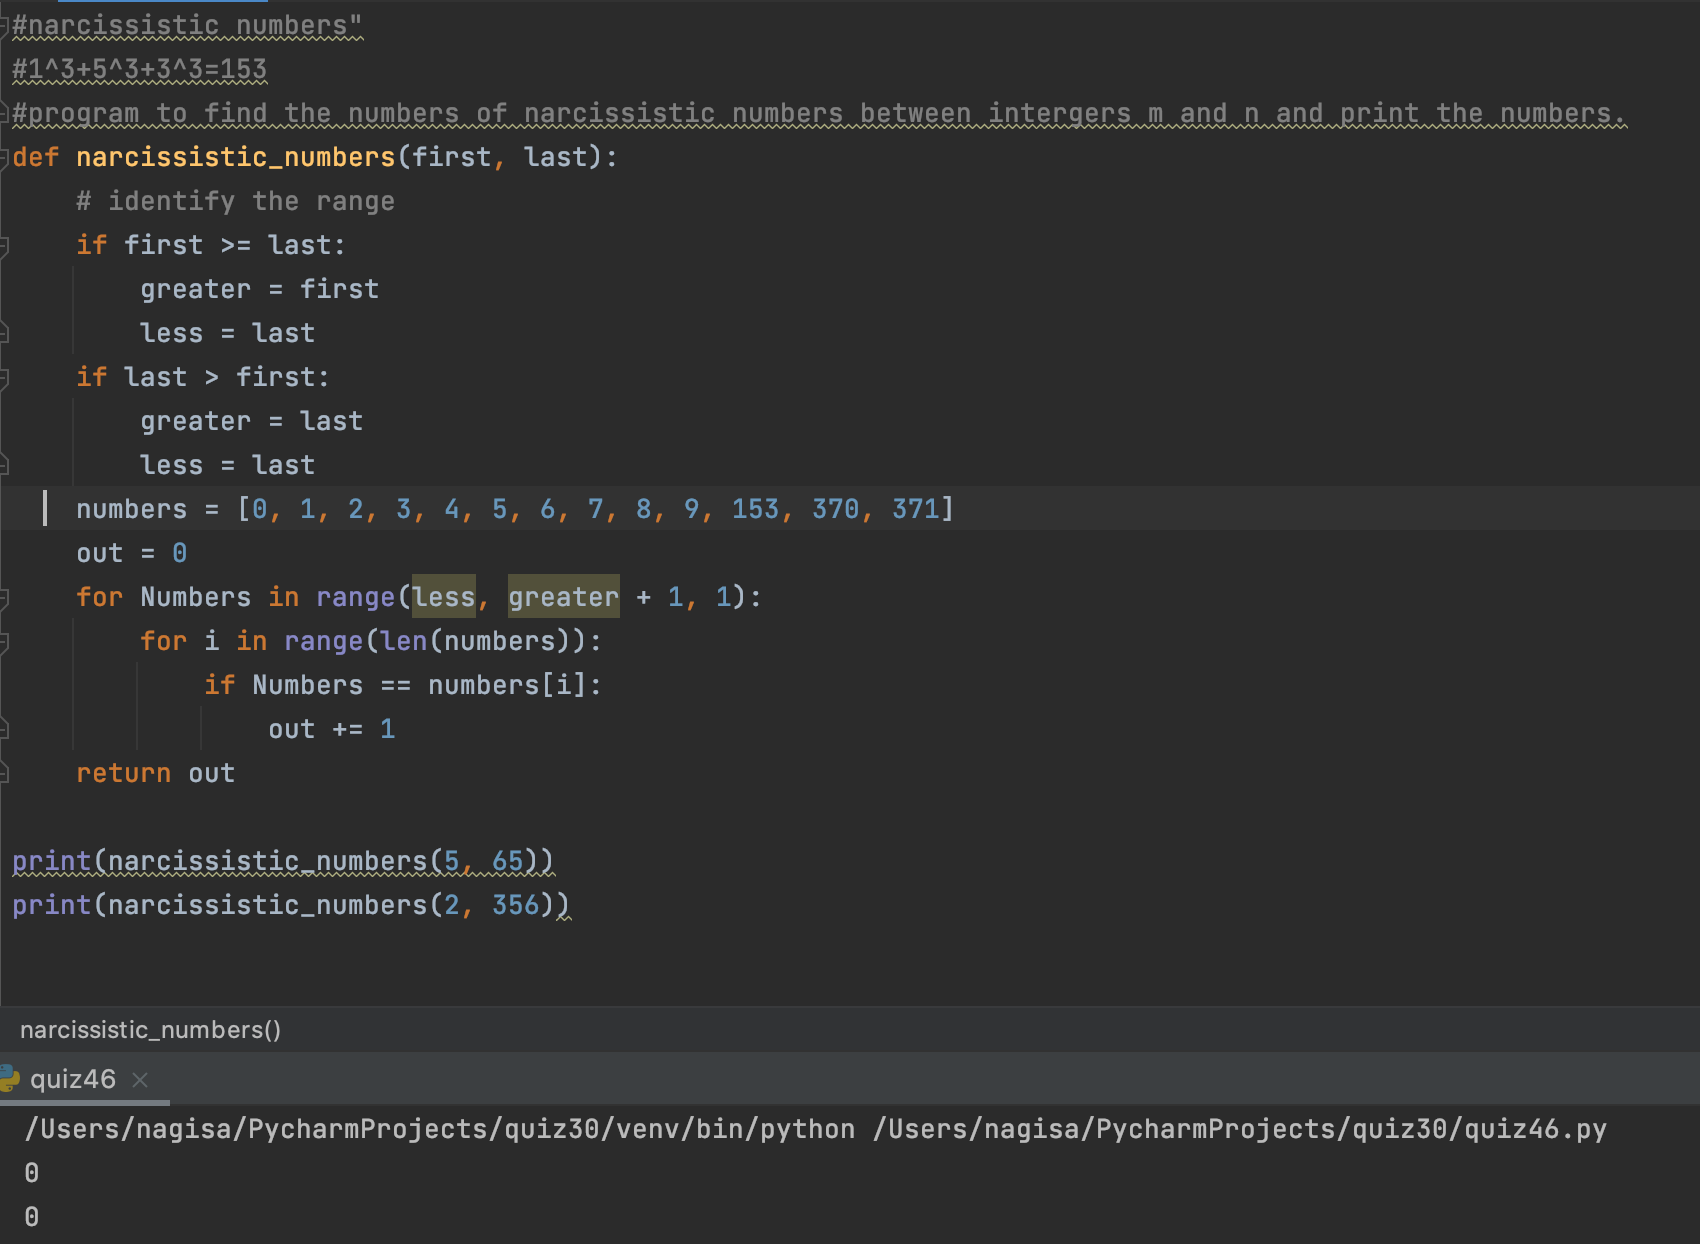 #narcissistic numbers"
#1^3+5^3+3^3=153
#program to find the numbers of narcissistic numbers between intergers m and n and print the numbers.
def narcissistic_numbers(first, last):
    # identify the range
    if first >= last:
        greater = first
        less = last
    if last > first:
        greater = last
        less = last
    numbers = [0, 1, 2, 3, 4, 5, 6, 7, 8, 9, 153, 370, 371]
    out = 0
    for Numbers in range(less, greater + 1, 1):
        for i in range(len(numbers)):
            if Numbers == numbers[i]:
                out += 1
    return out
print(narcissistic_numbers(5, 65))
print(narcissistic_numbers(2, 356))
narcissistic_numbers()
quiz46
/Users/nagisa/PycharmProjects/quiz30/venv/bin/python /Users/nagisa/PycharmProjects/quiz30/quiz46.py
0
0